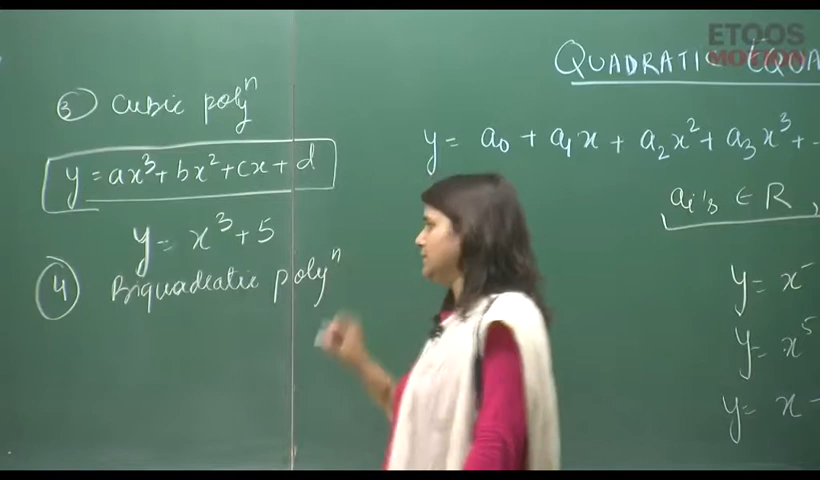 ③ Cubic polyⁿ
y = ax³ + bx² + cx + d
y = x³ + 5
④ Biquadratic polyⁿ
ETOOS
MOTION
QUADRATIC EQUA
y = a₀ + a₁x + a₂x² + a₃x³ + -
aᵢ's ∈ R,
y = x⁻
y = x⁵
y = x -